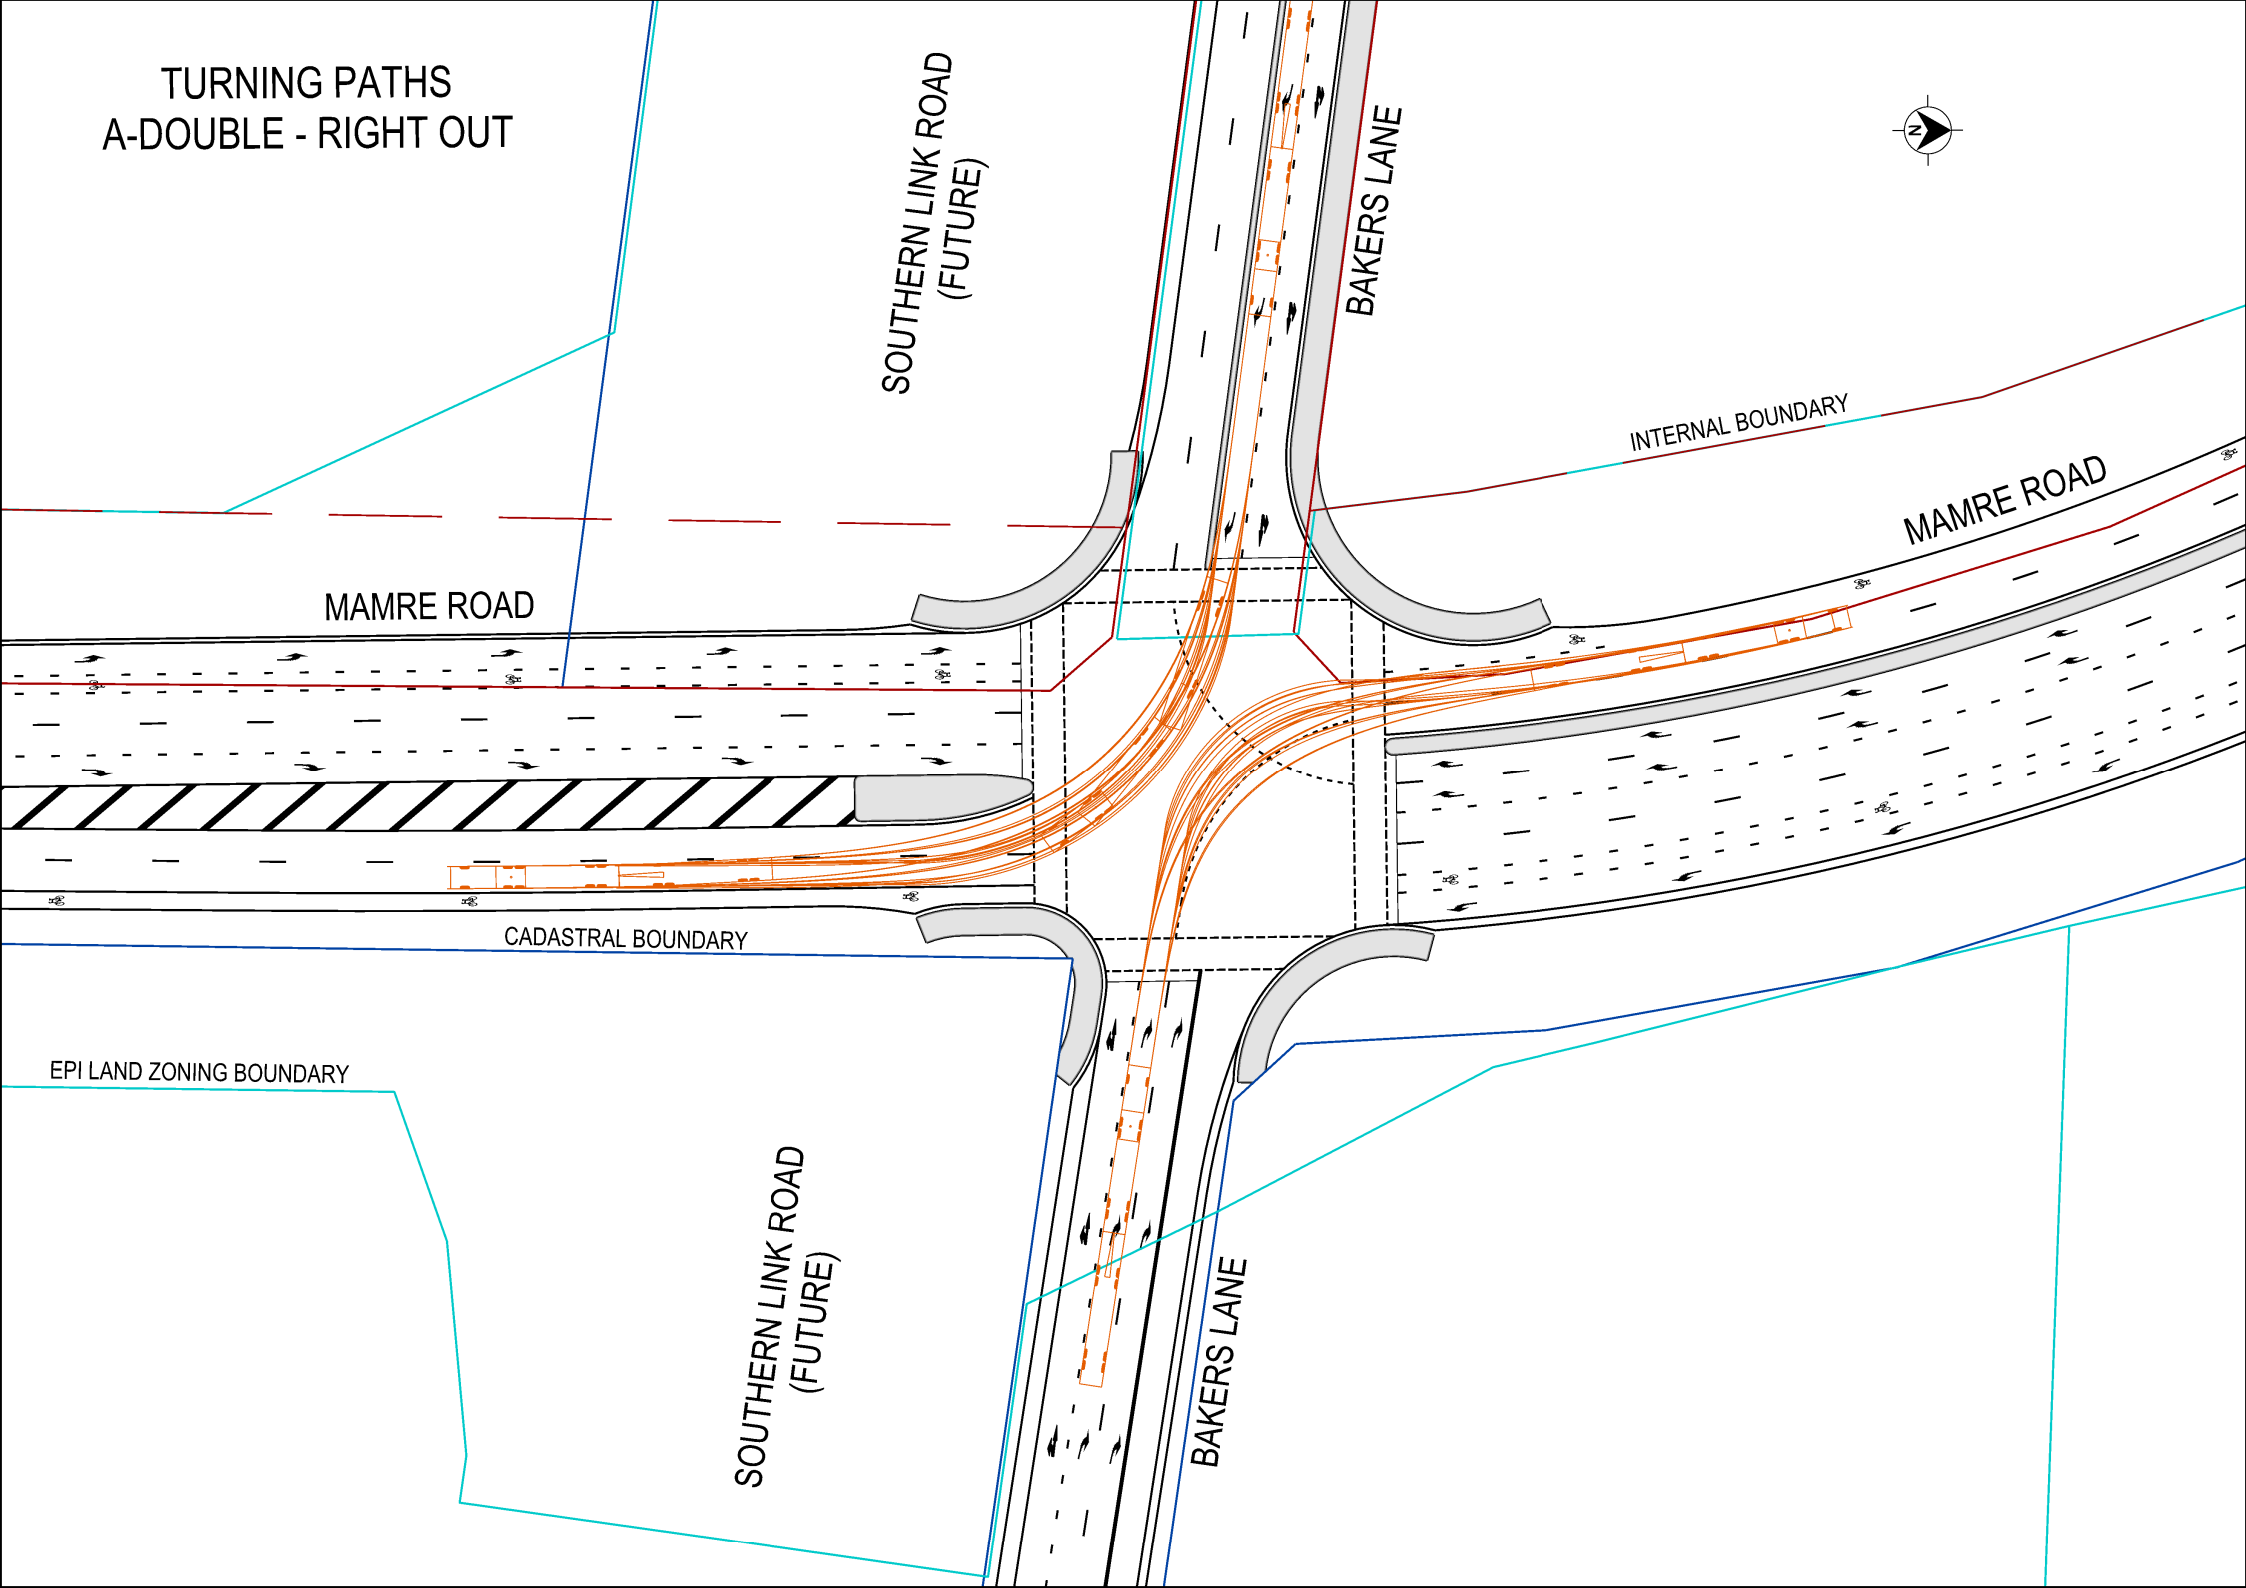 TURNING PATHS
A-DOUBLE - RIGHT OUT
SOUTHERN LINK ROAD
(FUTURE)
BAKERS LANE
N
INTERNAL BOUNDARY
MAMRE ROAD
MAMRE ROAD
CADASTRAL BOUNDARY
EPI LAND ZONING BOUNDARY
SOUTHERN LINK ROAD
(FUTURE)
BAKERS LANE